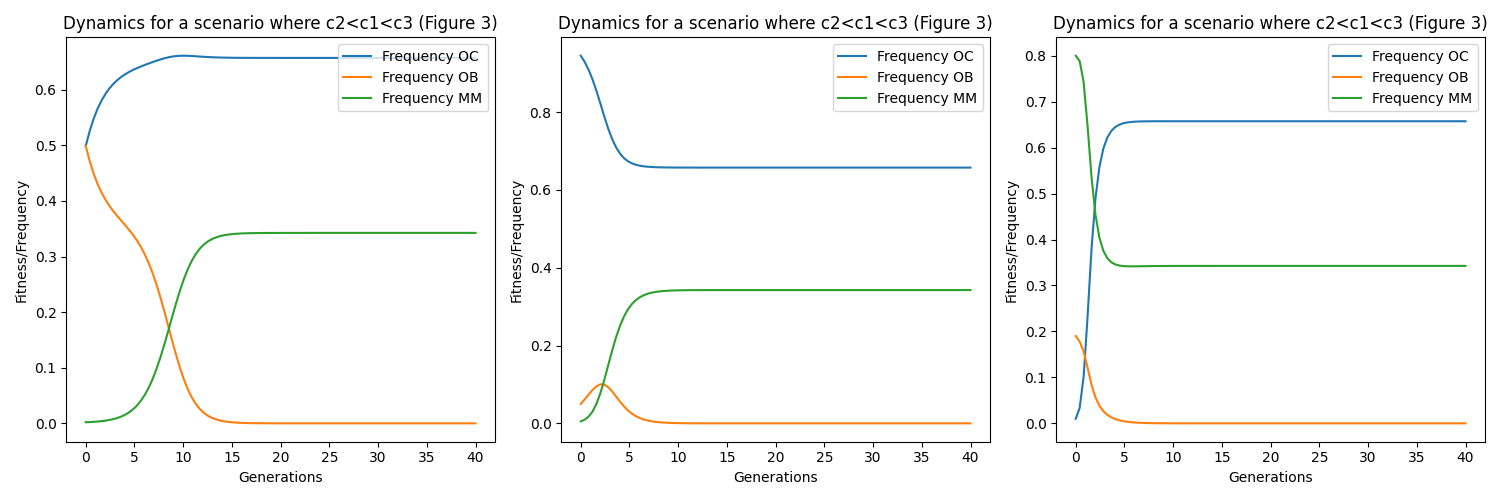 Dynamics for a scenario where c2<c1<c3 (Figure 3)
Fitness/Frequency
0.6
0.5
0.4
0.3
0.2
0.1
0.0
Frequency OC
Frequency OB
Frequency MM
0 5 10 15 20 25 30 35 40
Generations
Dynamics for a scenario where c2<c1<c3 (Figure 3)
Fitness/Frequency
0.8
0.6
0.4
0.2
0.0
Frequency OC
Frequency OB
Frequency MM
0 5 10 15 20 25 30 35 40
Generations
Dynamics for a scenario where c2<c1<c3 (Figure 3)
Fitness/Frequency
0.8
0.7
0.6
0.5
0.4
0.3
0.2
0.1
0.0
Frequency OC
Frequency OB
Frequency MM
0 5 10 15 20 25 30 35 40
Generations